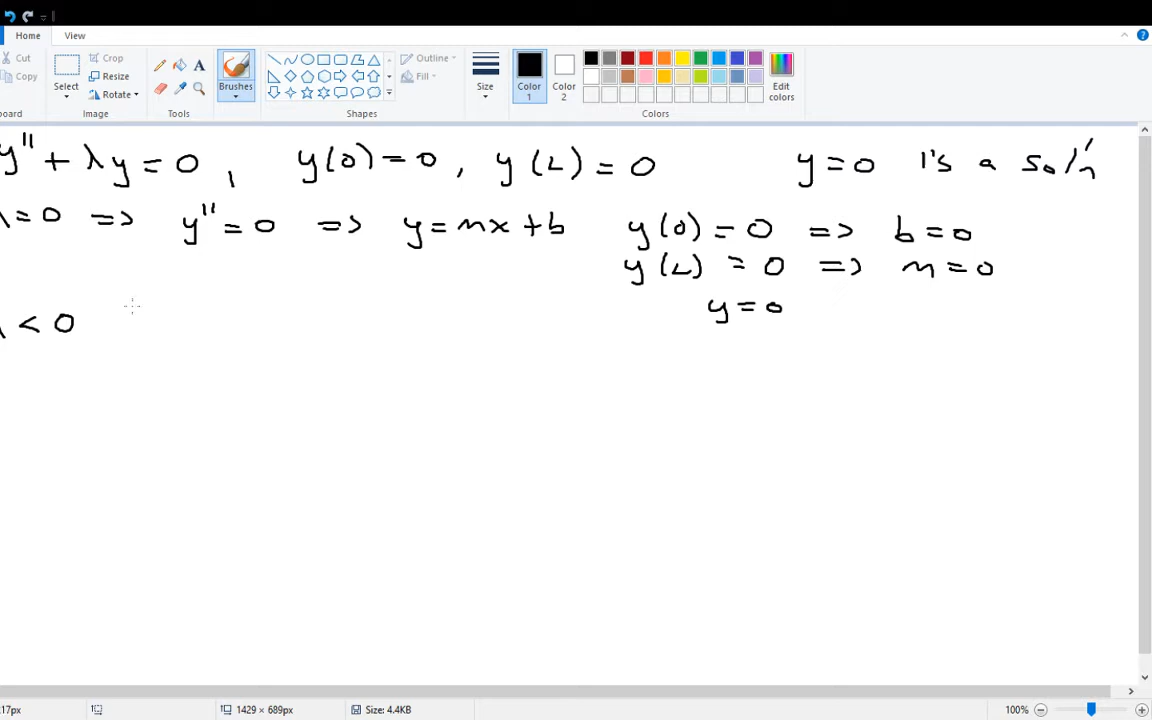 Home View
Cut
Copy
Select
Crop
Resize
Rotate
Brushes
Outline
Fill
Size
Color 1
Color 2
Edit colors
Image Tools Shapes Colors
y'' + λy = 0 , y(0) = 0 , y(L) = 0 y = 0 is a sol'n
= 0 => y'' = 0 => y = mx + b y(0) = 0 => b = 0
y(L) = 0 => m = 0
y = 0
< 0
17px 1429 × 689px Size: 4.4KB 100%